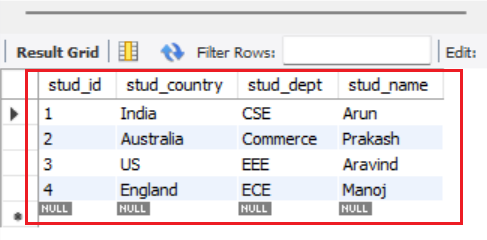 Result Grid Filter Rows: Edit:
stud_id stud_country stud_dept stud_name
1 India CSE Arun
2 Australia Commerce Prakash
3 US EEE Aravind
4 England ECE Manoj
NULL NULL NULL NULL